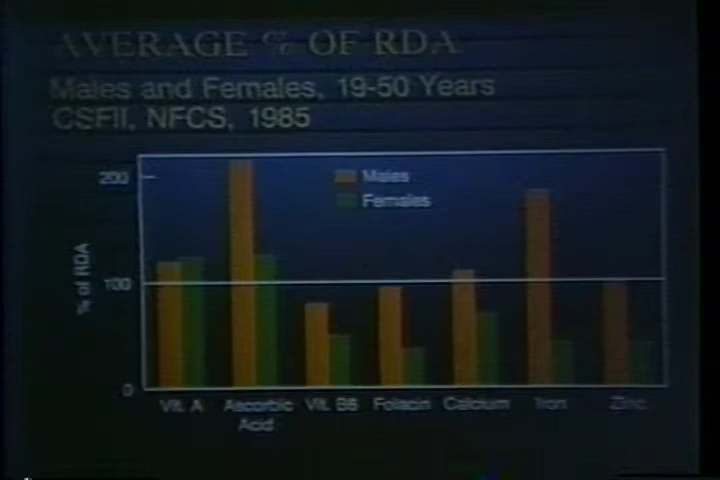 AVERAGE % OF RDA
Males and Females, 19-50 Years
CSFII, NFCS, 1985
200
Males
Females
% of RDA
100
0
Vit. A
Ascorbic
Acid
Vit. B6
Folacin
Calcium
Iron
Zinc